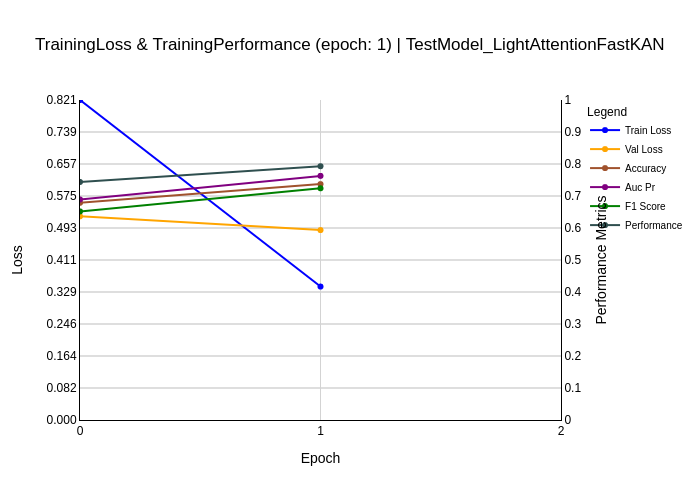 TrainingLoss & TrainingPerformance (epoch: 1) | TestModel_LightAttentionFastKAN
0.821
0.739
0.657
0.575
0.493
0.411
0.329
0.246
0.164
0.082
0.000
Loss
0
1
2
Epoch
1
0.9
0.8
0.7
0.6
0.5
0.4
0.3
0.2
0.1
0
Performance Metrics
Legend
Train Loss
Val Loss
Accuracy
Auc Pr
F1 Score
Performance